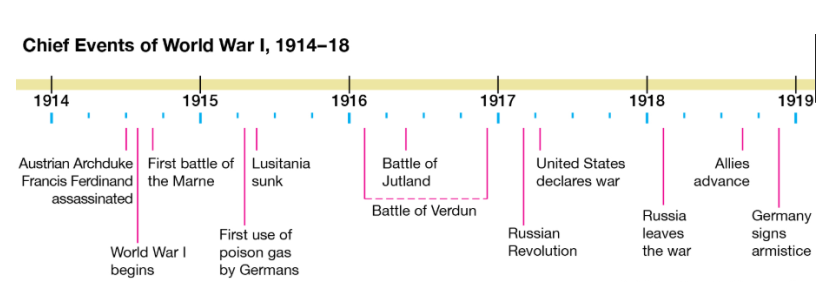 Chief Events of World War I, 1914–18
1914 1915 1916 1917 1918 1919
Austrian Archduke
Francis Ferdinand
assassinated
World War I
begins
First battle of
the Marne
First use of
poison gas
by Germans
Lusitania
sunk
Battle of
Jutland
Battle of Verdun
Russian
Revolution
United States
declares war
Russia
leaves
the war
Allies
advance
Germany
signs
armistice